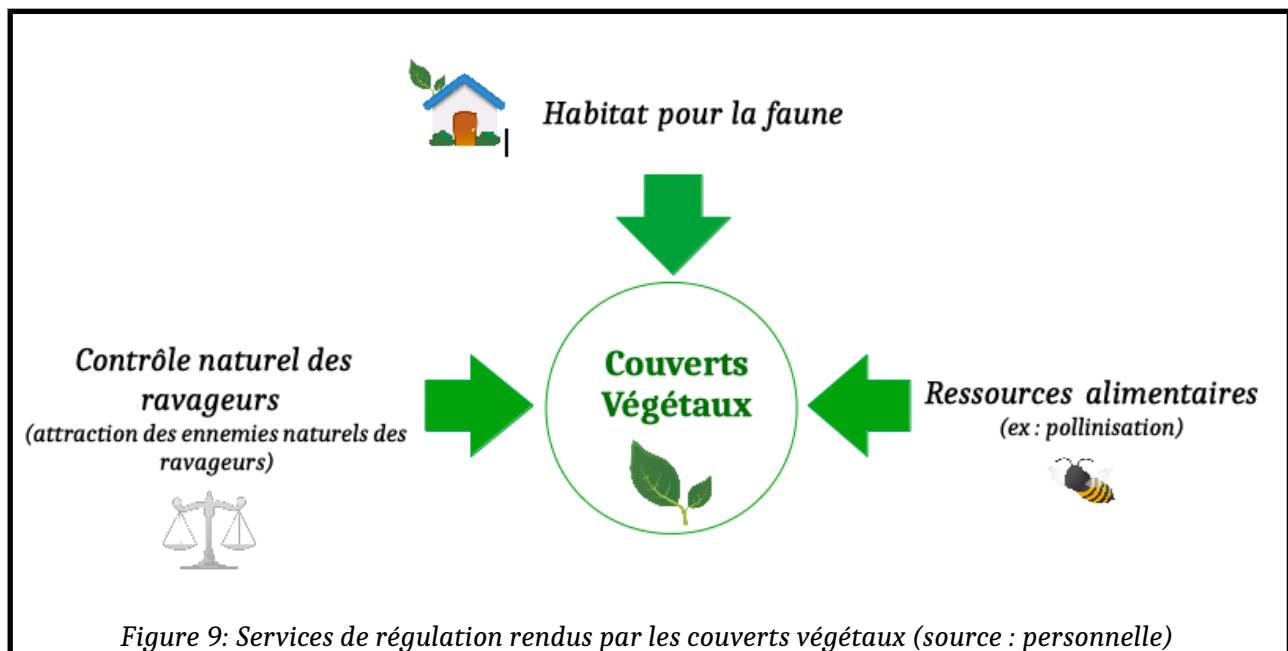 Habitat pour la faune
Contrôle naturel des
ravageurs
(attraction des ennemies naturels des
ravageurs)
Couverts
Végétaux
Ressources alimentaires
(ex : pollinisation)
Figure 9: Services de régulation rendus par les couverts végétaux (source : personnelle)